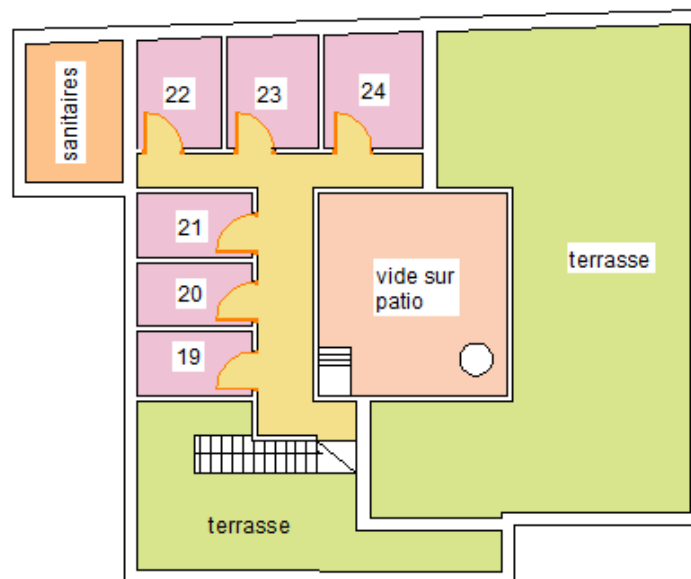 sanitaires
22
23
24
21
20
19
vide sur
patio
terrasse
terrasse